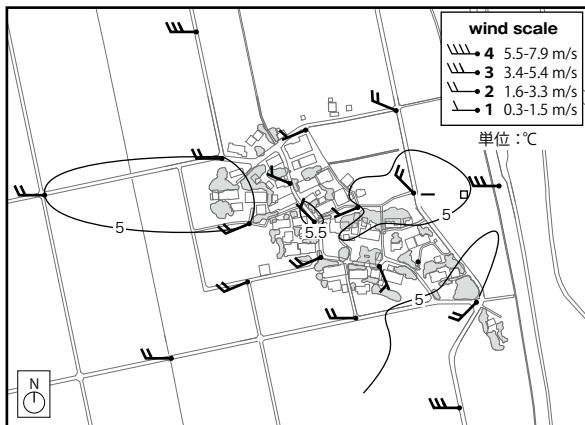 wind scale
4 5.5-7.9 m/s
3 3.4-5.4 m/s
2 1.6-3.3 m/s
1 0.3-1.5 m/s
単位：℃
5
5
5.5
5
N